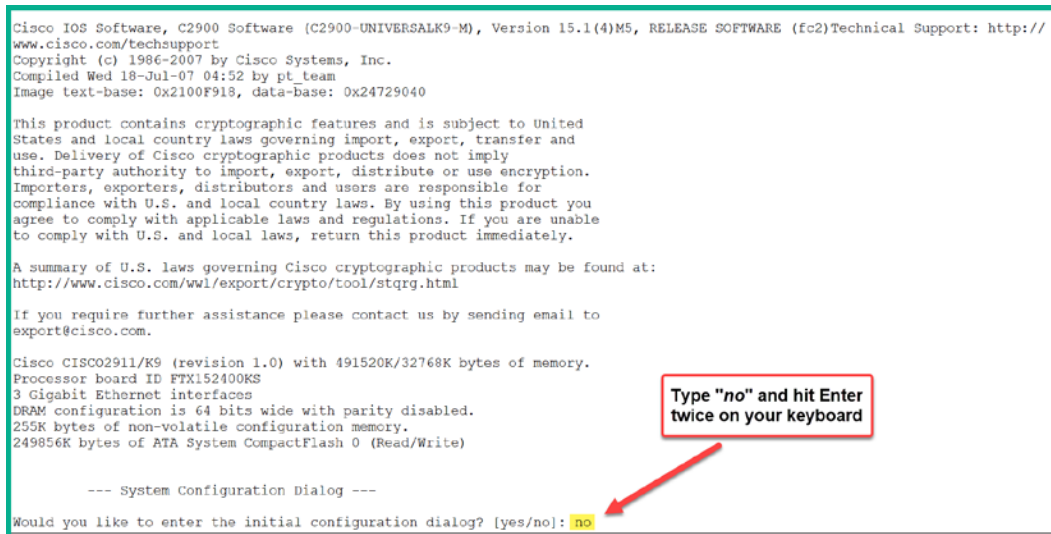 Cisco IOS Software, C2900 Software (C2900-UNIVERSALK9-M), Version 15.1(4)M5, RELEASE SOFTWARE (fc2)Technical Support: http://
www.cisco.com/techsupport
Copyright (c) 1986-2007 by Cisco Systems, Inc.
Compiled Wed 18-Jul-07 04:52 by pt_team
Image text-base: 0x2100F918, data-base: 0x24729040
This product contains cryptographic features and is subject to United
States and local country laws governing import, export, transfer and
use. Delivery of Cisco cryptographic products does not imply
third-party authority to import, export, distribute or use encryption.
Importers, exporters, distributors and users are responsible for
compliance with U.S. and local country laws. By using this product you
agree to comply with applicable laws and regulations. If you are unable
to comply with U.S. and local laws, return this product immediately.
A summary of U.S. laws governing Cisco cryptographic products may be found at:
http://www.cisco.com/wwl/export/crypto/tool/stqrg.html
If you require further assistance please contact us by sending email to
export@cisco.com.
Cisco CISCO2911/K9 (revision 1.0) with 491520K/32768K bytes of memory.
Processor board ID FTX152400KS
3 Gigabit Ethernet interfaces
DRAM configuration is 64 bits wide with parity disabled.
255K bytes of non-volatile configuration memory.
249856K bytes of ATA System CompactFlash 0 (Read/Write)
Type "no" and hit Enter
twice on your keyboard
--- System Configuration Dialog ---
Would you like to enter the initial configuration dialog? [yes/no]: no